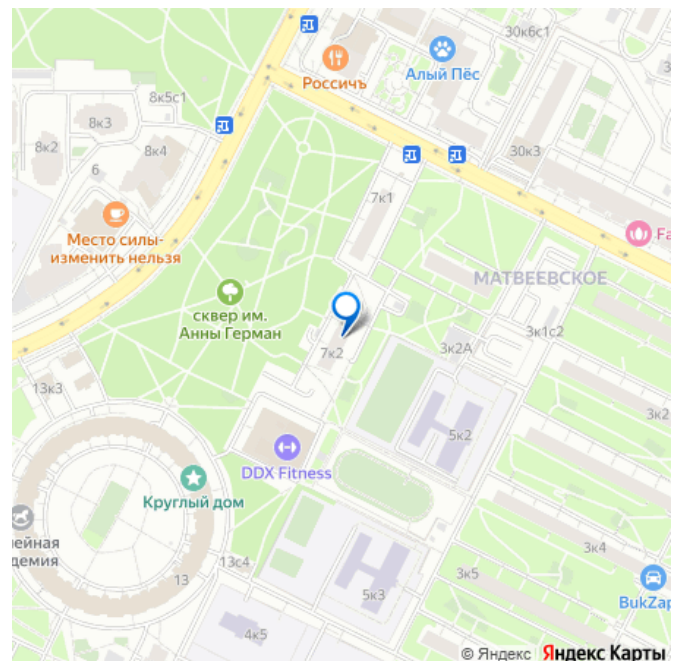 30к6с1
Россичъ
Алый Пёс
8к5с1
8к3
8к2
8к4
6
30к3
7к1
Место силы-
изменить нельзя
Fa
МАТВЕЕВСКОЕ
сквер им.
Анны Герман
3к1с2
3к2А
7к2
13к3
3к2
5к2
DDX Fitness
Круглый дом
ейная
демия
13с4
3к4
13
3к5
5к3
BukZap
4к5
© Яндекс Яндекс Карты